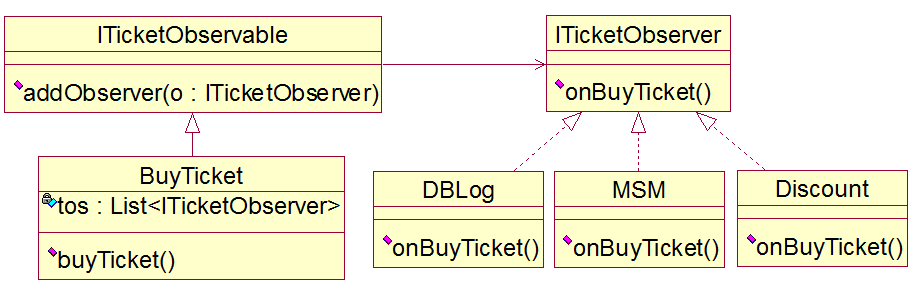 ITicketObservable
addObserver(o : ITicketObserver)
ITicketObserver
onBuyTicket()
BuyTicket
tos : List<ITicketObserver>
buyTicket()
DBLog
onBuyTicket()
MSM
onBuyTicket()
Discount
onBuyTicket()